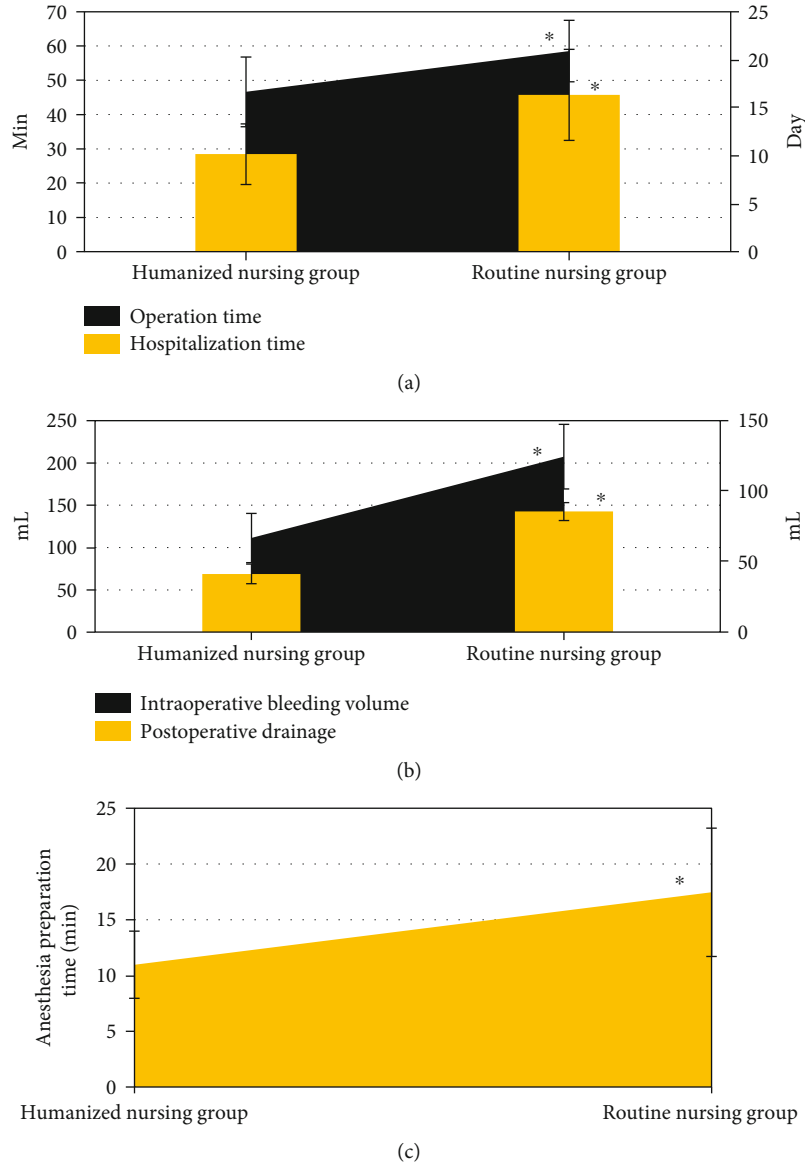 70
60
50
40
30
20
10
0
Min
25
20
15
10
5
0
Day
*
*
Humanized nursing group
Routine nursing group
Operation time
Hospitalization time
(a)
250
200
150
100
50
0
mL
150
100
50
0
mL
*
*
Humanized nursing group
Routine nursing group
Intraoperative bleeding volume
Postoperative drainage
(b)
25
20
15
10
5
0
Anesthesia preparation
time (min)
*
Humanized nursing group
Routine nursing group
(c)